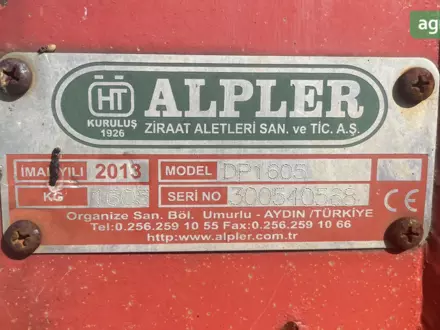 ag
HT
KURULUŞ
1926
ALPLER
ZİRAAT ALETLERİ SAN. ve TİC. A.Ş.
İMAL YILI 2013 MODEL DP1605
KG SERI NO
CE
Organize San. Böl. Umurlu - AYDIN /TÜRKİYE
Tel:0.256.259 10 55 Fax:0.256.259 10 66
http:www.alpler.com.tr